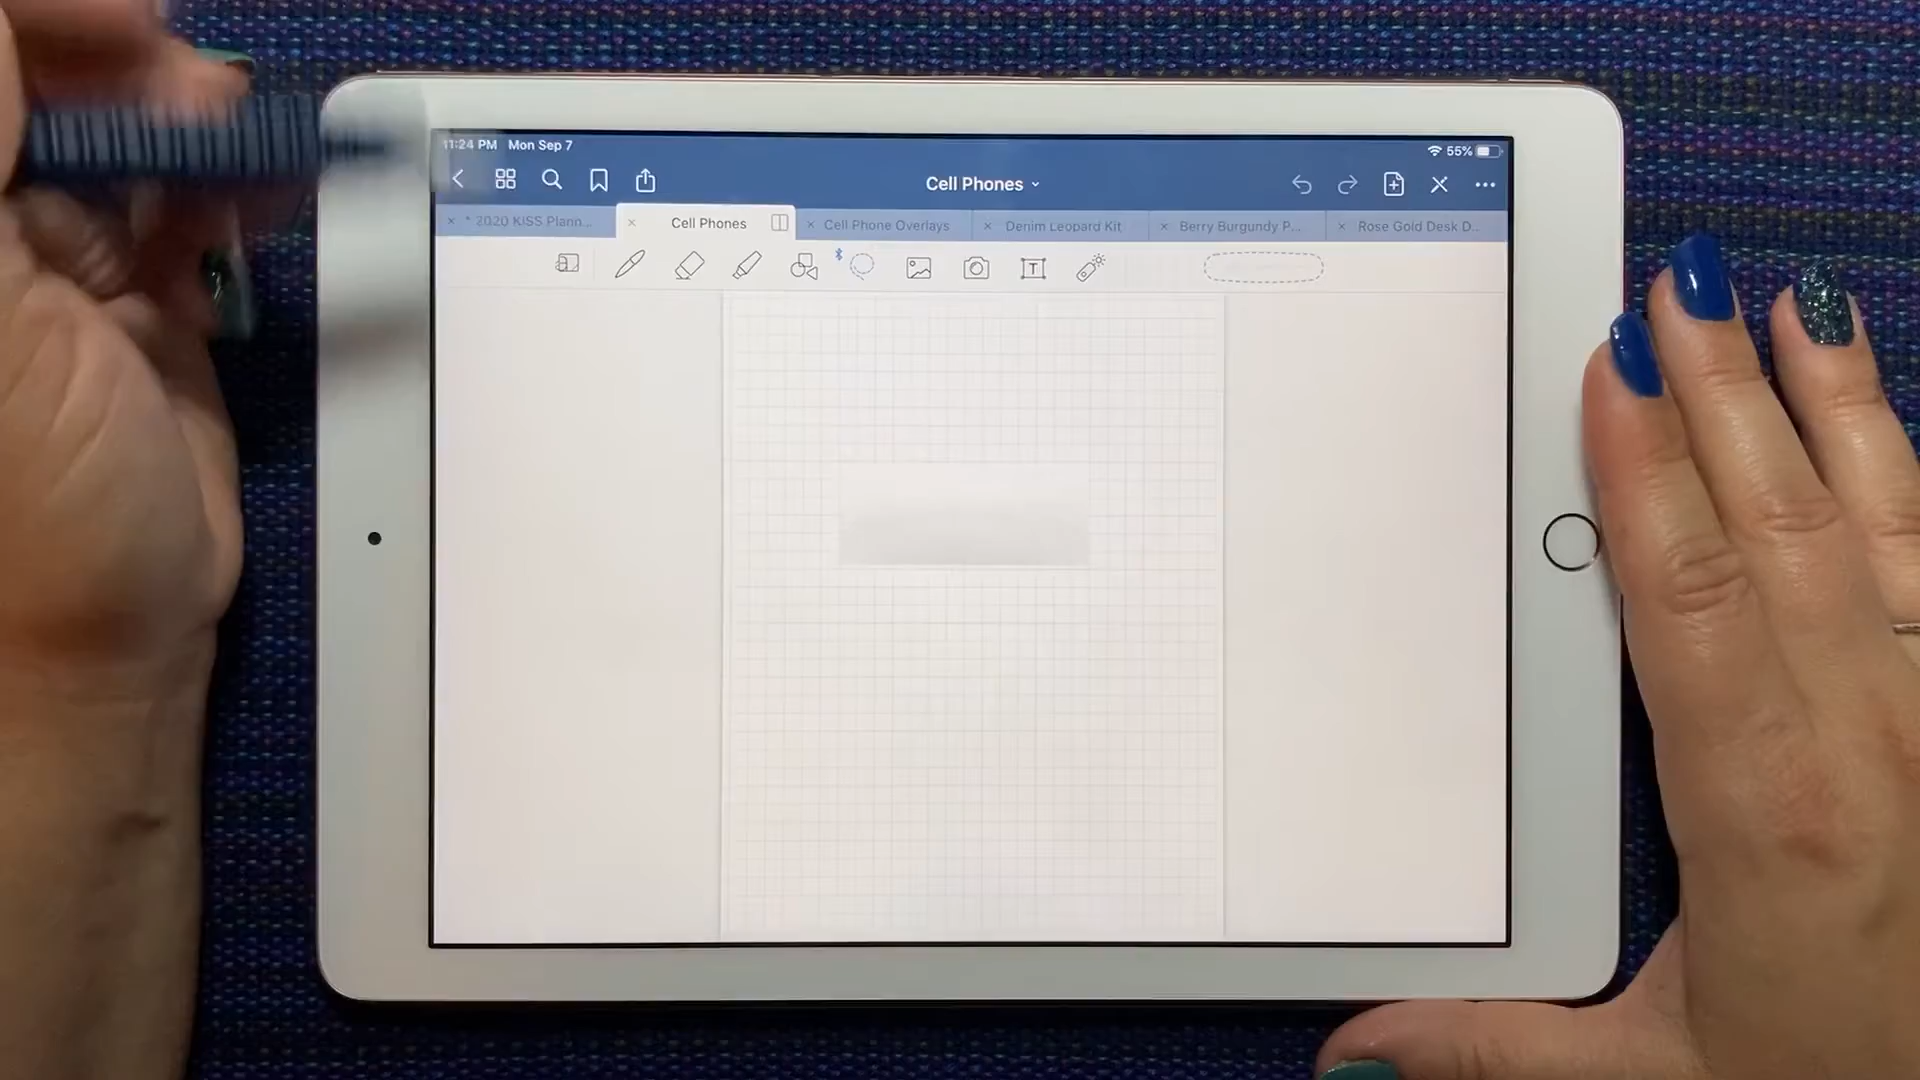 11:24 PM Mon Sep 7
55%
Cell Phones
* 2020 KISS Plann...
Cell Phones
Cell Phone Overlays
Denim Leopard Kit
Berry Burgundy P...
Rose Gold Desk D...
T